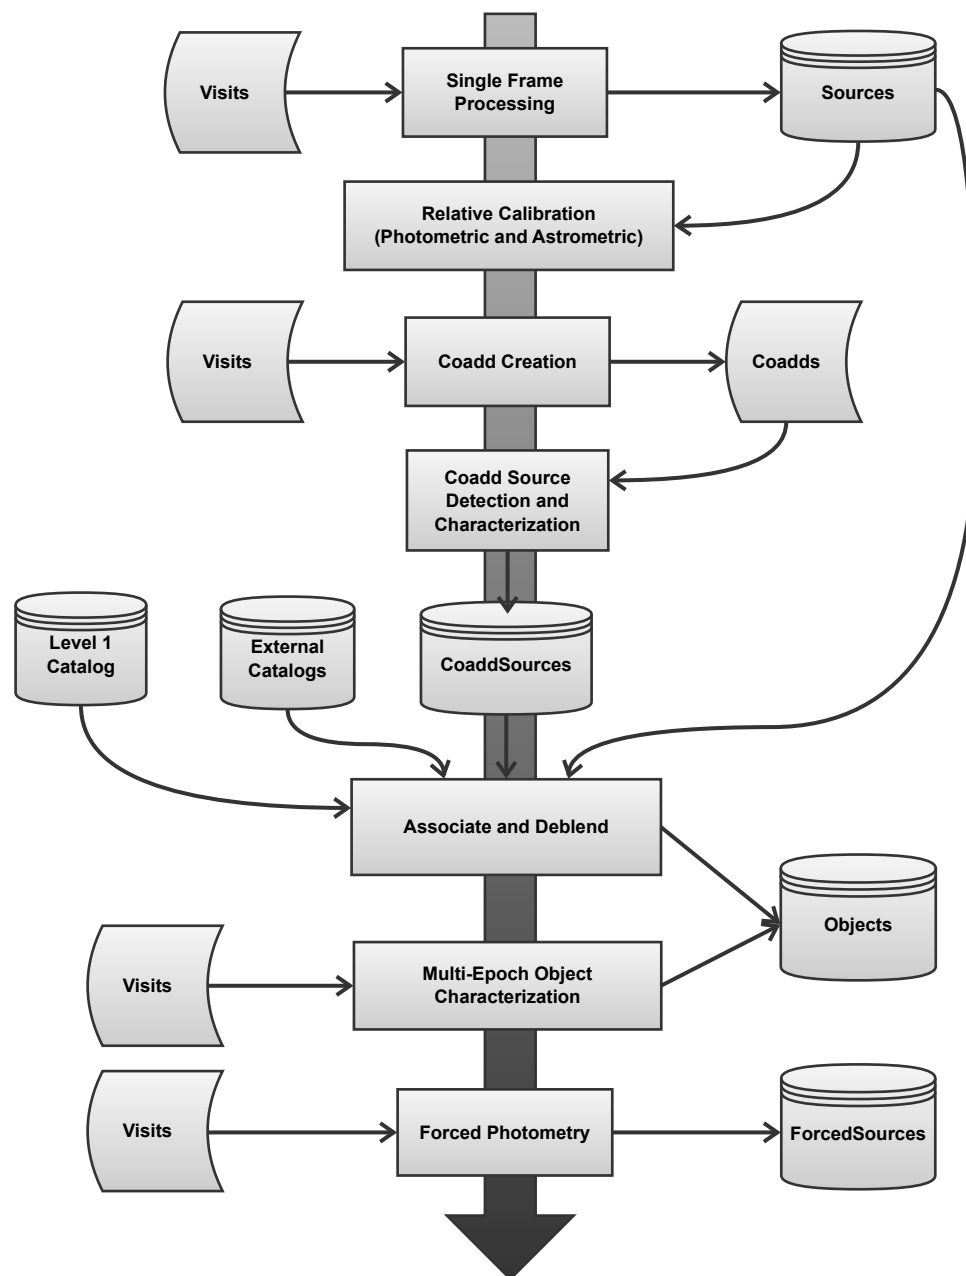 Visits
Single Frame
Processing
Sources
Relative Calibration
(Photometric and Astrometric)
Visits
Coadd Creation
Coadds
Coadd Source
Detection and
Characterization
Level 1
Catalog
External
Catalogs
CoaddSources
Associate and Deblend
Objects
Visits
Multi-Epoch Object
Characterization
Visits
Forced Photometry
ForcedSources